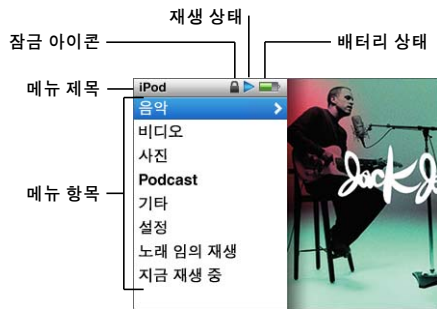 재생 상태
잠금 아이콘
배터리 상태
메뉴 제목
iPod
음악
비디오
사진
Podcast
메뉴 항목
기타
설정
노래 임의 재생
지금 재생 중
Jack J